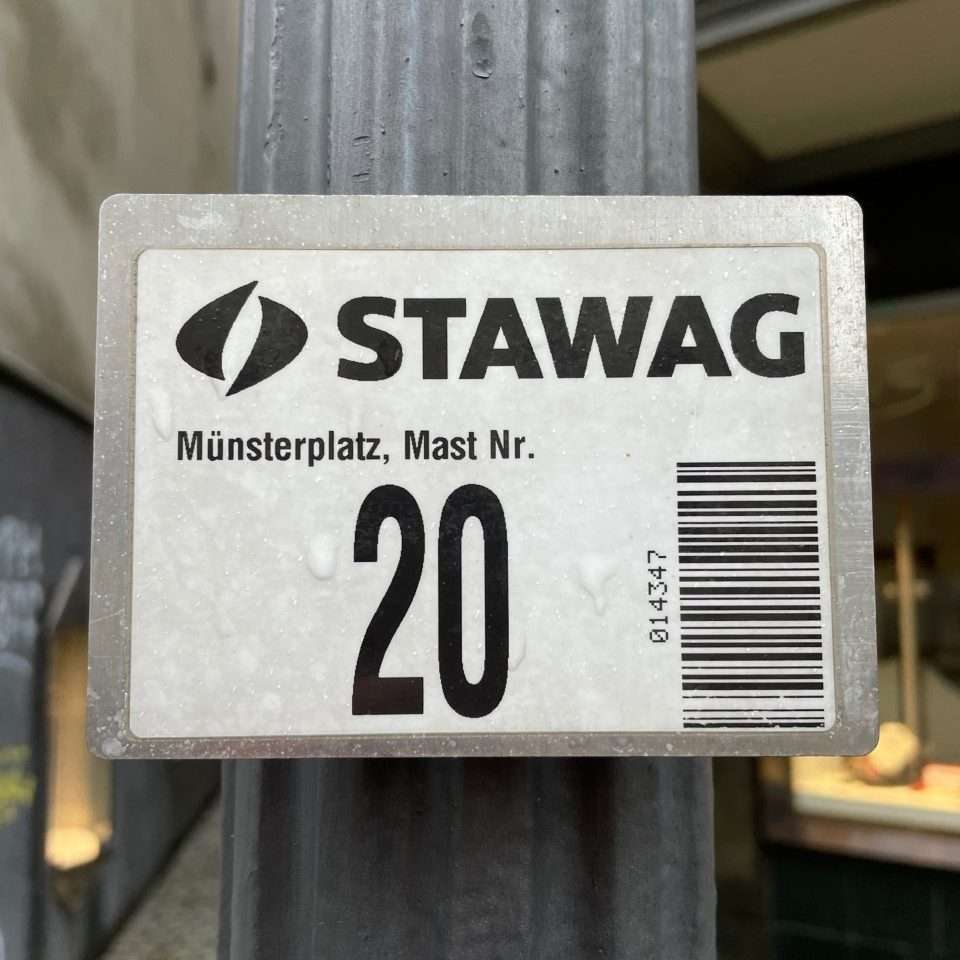 STAWAG
Münsterplatz, Mast Nr.
20
014347